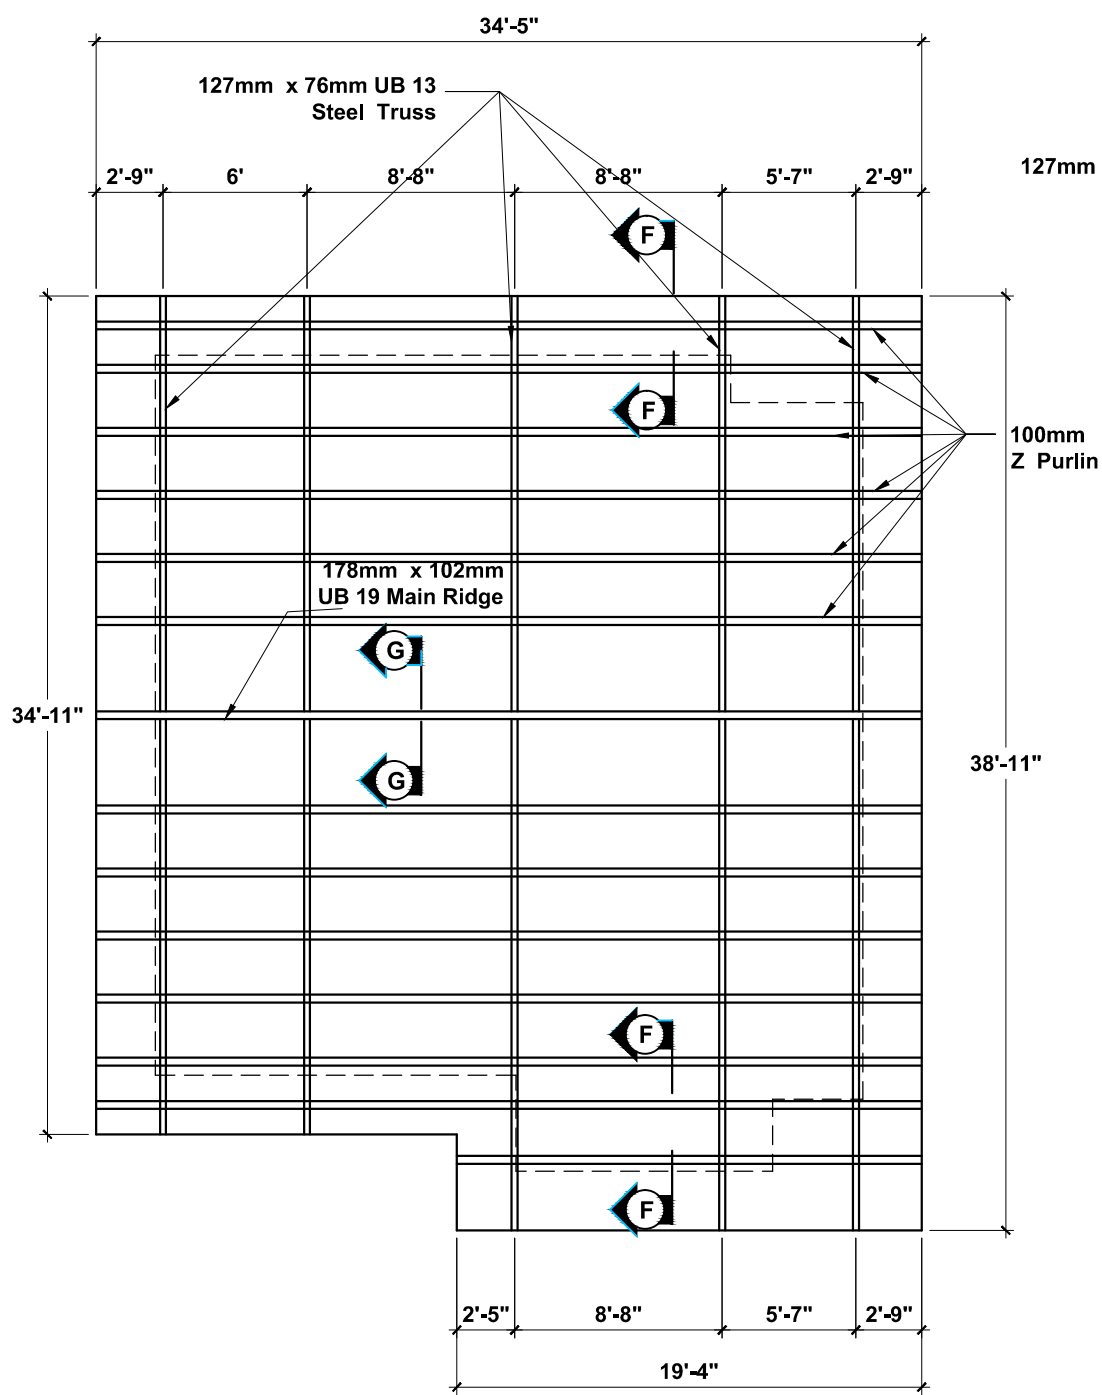 34'-5"
127mm x 76mm UB 13
Steel Truss
127mm
2'-9"
6'
8'-8"
8'-8"
5'-7"
2'-9"
F
F
100mm
Z Purlin
178mm x 102mm
UB 19 Main Ridge
G
34'-11"
38'-11"
G
F
F
2'-5"
8'-8"
5'-7"
2'-9"
19'-4"